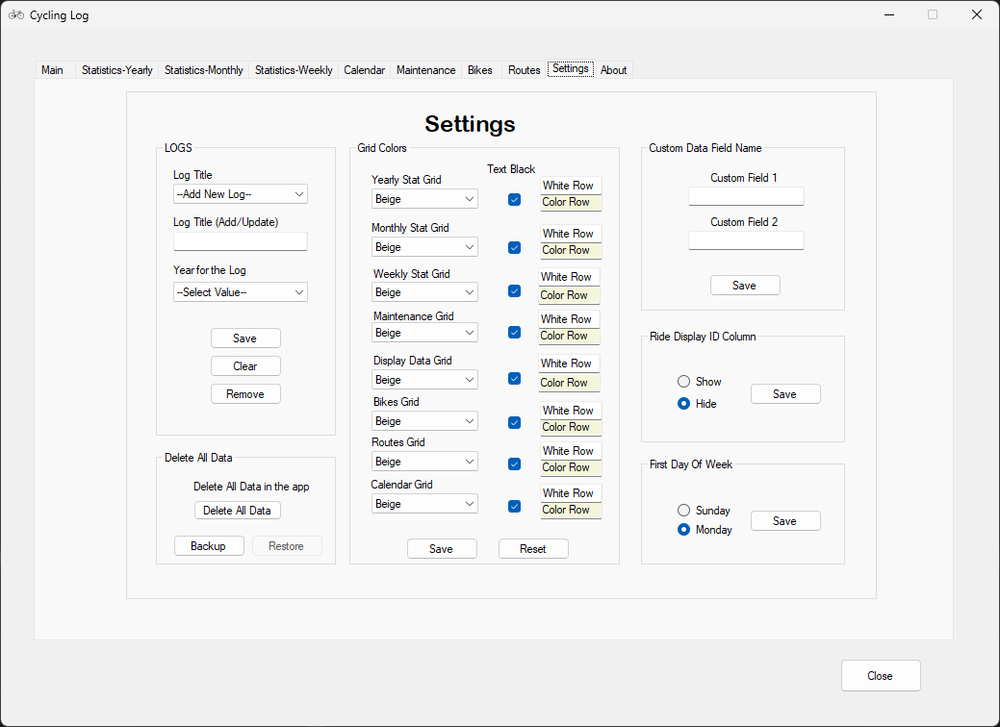 Cycling Log
Main Statistics-Yearly Statistics-Monthly Statistics-Weekly Calendar Maintenance Bikes Routes Settings About
Settings
LOGS
Log Title
--Add New Log--
Log Title (Add/Update)
Year for the Log
--Select Value--
Save
Clear
Remove
Delete All Data
Delete All Data in the app
Delete All Data
Backup Restore
Grid Colors
Text Black
Yearly Stat Grid
Beige
White Row
Color Row
Monthly Stat Grid
Beige
White Row
Color Row
Weekly Stat Grid
Beige
White Row
Color Row
Maintenance Grid
Beige
White Row
Color Row
Display Data Grid
Beige
White Row
Color Row
Bikes Grid
Beige
White Row
Color Row
Routes Grid
Beige
White Row
Color Row
Calendar Grid
Beige
White Row
Color Row
Save Reset
Custom Data Field Name
Custom Field 1
Custom Field 2
Save
Ride Display ID Column
Show
Hide
Save
First Day Of Week
Sunday
Monday
Save
Close